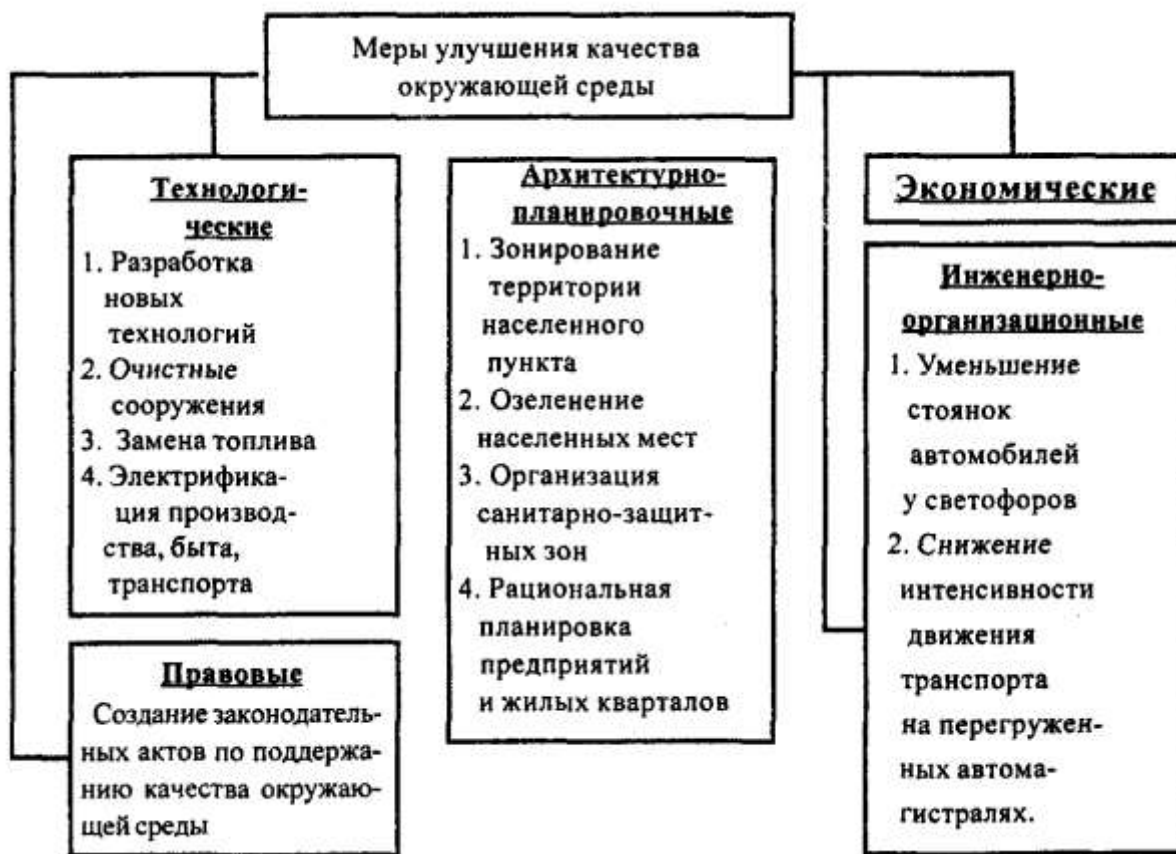 Меры улучшения качества
окружающей среды
Технологи-
ческие
1. Разработка
новых
технологий
2. Очистные
сооружения
3. Замена топлива
4. Электрифика-
ция производ-
ства, быта,
транспорта
Правовые
Создание законодатель-
ных актов по поддержа-
нию качества окружаю-
щей среды
Архитектурно-
планировочные
1. Зонирование
территории
населенного
пункта
2. Озеленение
населенных мест
3. Организация
санитарно-защит-
ных зон
4. Рациональная
планировка
предприятий
и жилых кварталов
Экономические
Инженерно-
организационные
1. Уменьшение
стоянок
автомобилей
у светофоров
2. Снижение
интенсивности
движения
транспорта
на перегружен-
ных автома-
гистралях.